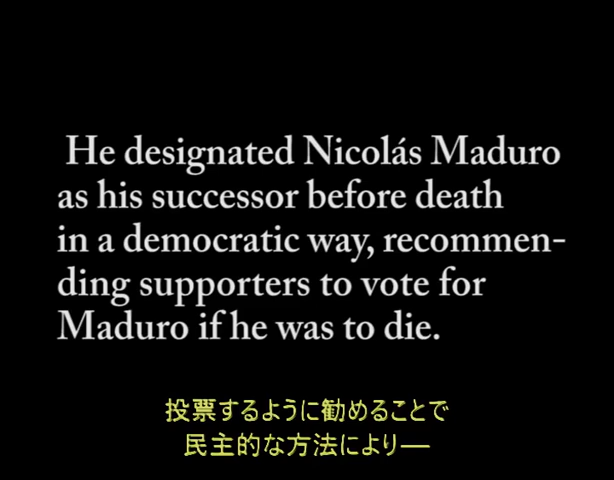 He designated Nicolás Maduro
as his successor before death
in a democratic way, recommen-
ding supporters to vote for
Maduro if he was to die.
投票するように勧めることで
民主的な方法により―